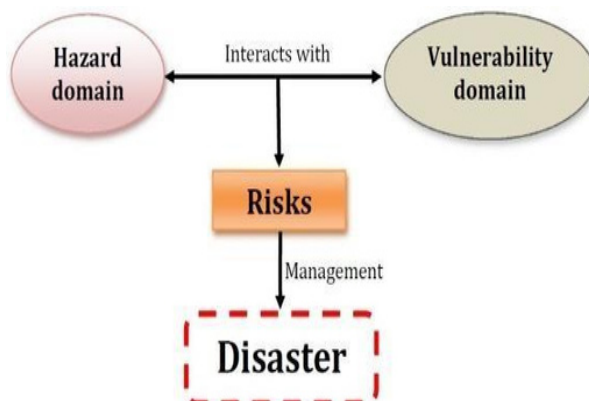 Hazard
domain
Interacts with
Vulnerability
domain
Risks
Management
Disaster